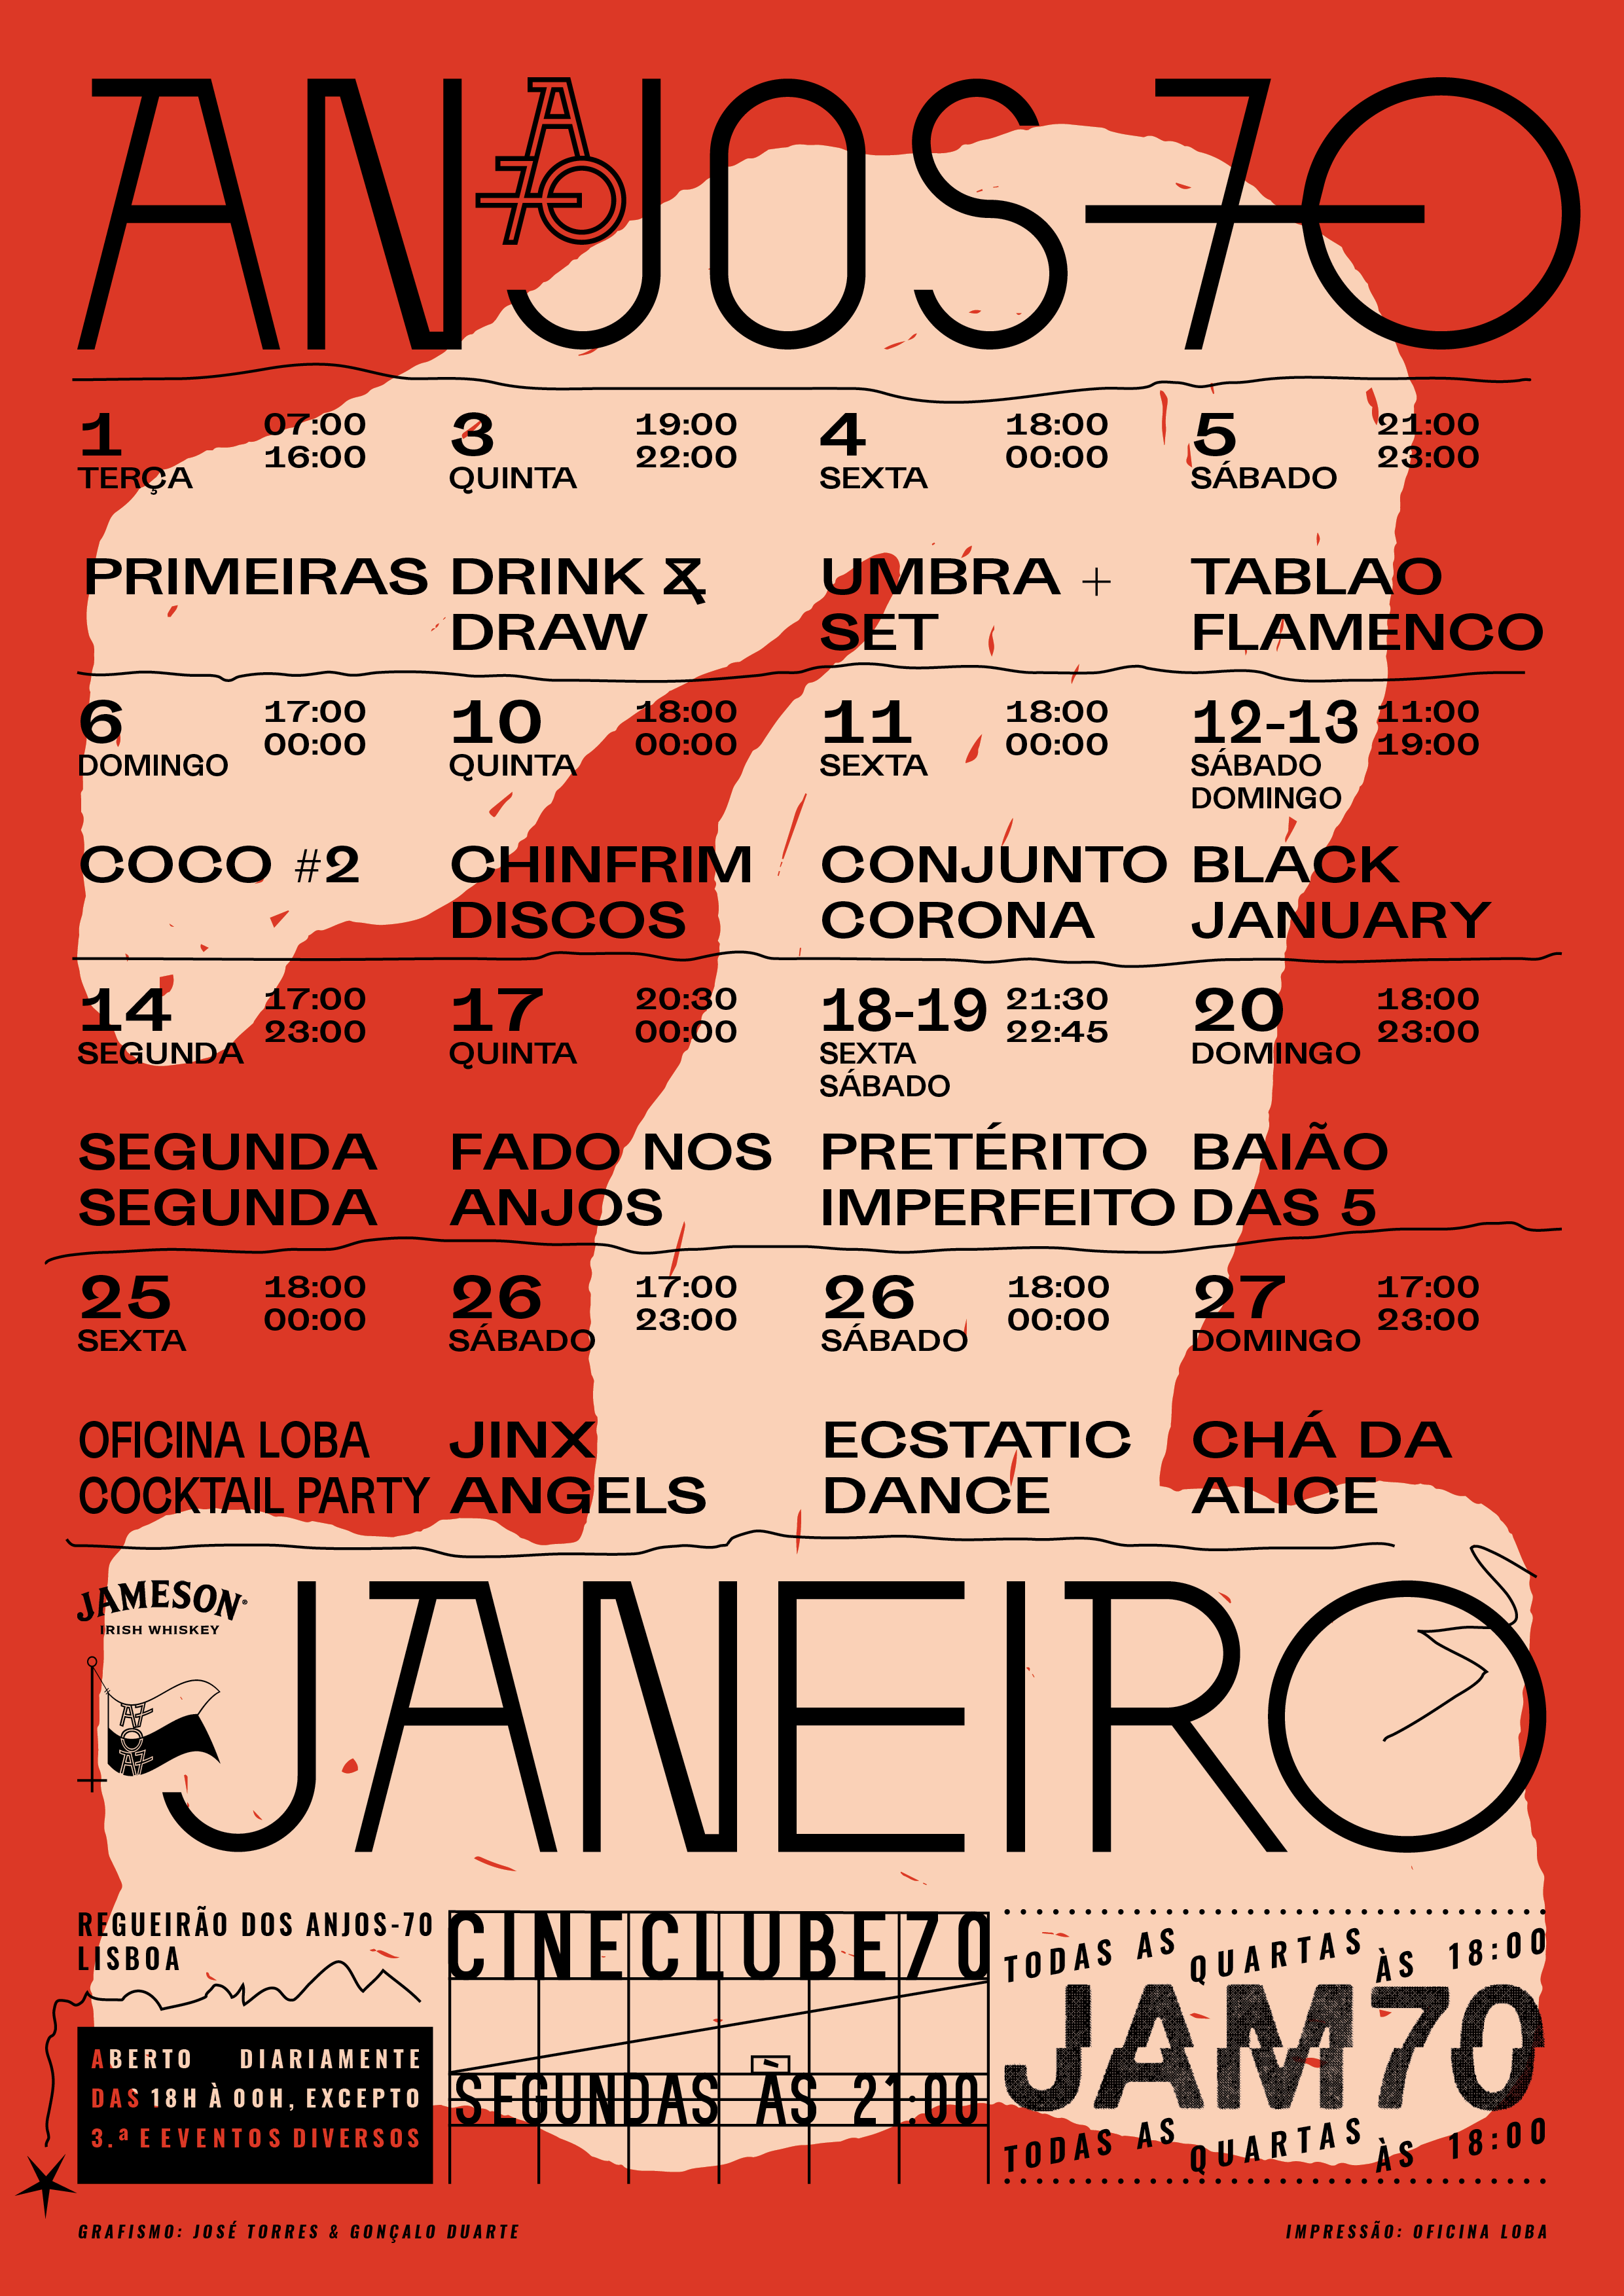 ANJOS 70
A
70
1
TERÇA
07:00
16:00
PRIMEIRAS
3
QUINTA
19:00
22:00
DRINK &
DRAW
4
SEXTA
18:00
00:00
UMBRA +
SET
5
SÁBADO
21:00
23:00
TABLAO
FLAMENCO
6
DOMINGO
17:00
00:00
COCO #2
10
QUINTA
18:00
00:00
CHINFRIM
DISCOS
11
SEXTA
18:00
00:00
CONJUNTO
CORONA
12-13
SÁBADO
DOMINGO
11:00
19:00
BLACK
JANUARY
14
SEGUNDA
17:00
23:00
SEGUNDA
SEGUNDA
17
QUINTA
20:30
00:00
FADO NOS
ANJOS
18-19
SEXTA
SÁBADO
21:30
22:45
PRETÉRITO
IMPERFEITO
20
DOMINGO
18:00
23:00
BAIÃO
DAS 5
25
SEXTA
18:00
00:00
OFICINA LOBA
COCKTAIL PARTY
26
SÁBADO
17:00
23:00
JINX
ANGELS
26
SÁBADO
18:00
00:00
ECSTATIC
DANCE
27
DOMINGO
17:00
23:00
CHÁ DA
ALICE
JAMESON®
IRISH WHISKEY
A7
O
A7
JANEIRO
REGUEIRÃO DOS ANJOS-70
LISBOA
ABERTO DIARIAMENTE
DAS 18H À 00H, EXCEPTO
3.ª E EVENTOS DIVERSOS
CINECLUBE70
SEGUNDAS ÀS 21:00
TODAS AS QUARTAS ÀS 18:00
JAM70
TODAS AS QUARTAS ÀS 18:00
GRAFISMO: JOSÉ TORRES & GONÇALO DUARTE
IMPRESSÃO: OFICINA LOBA